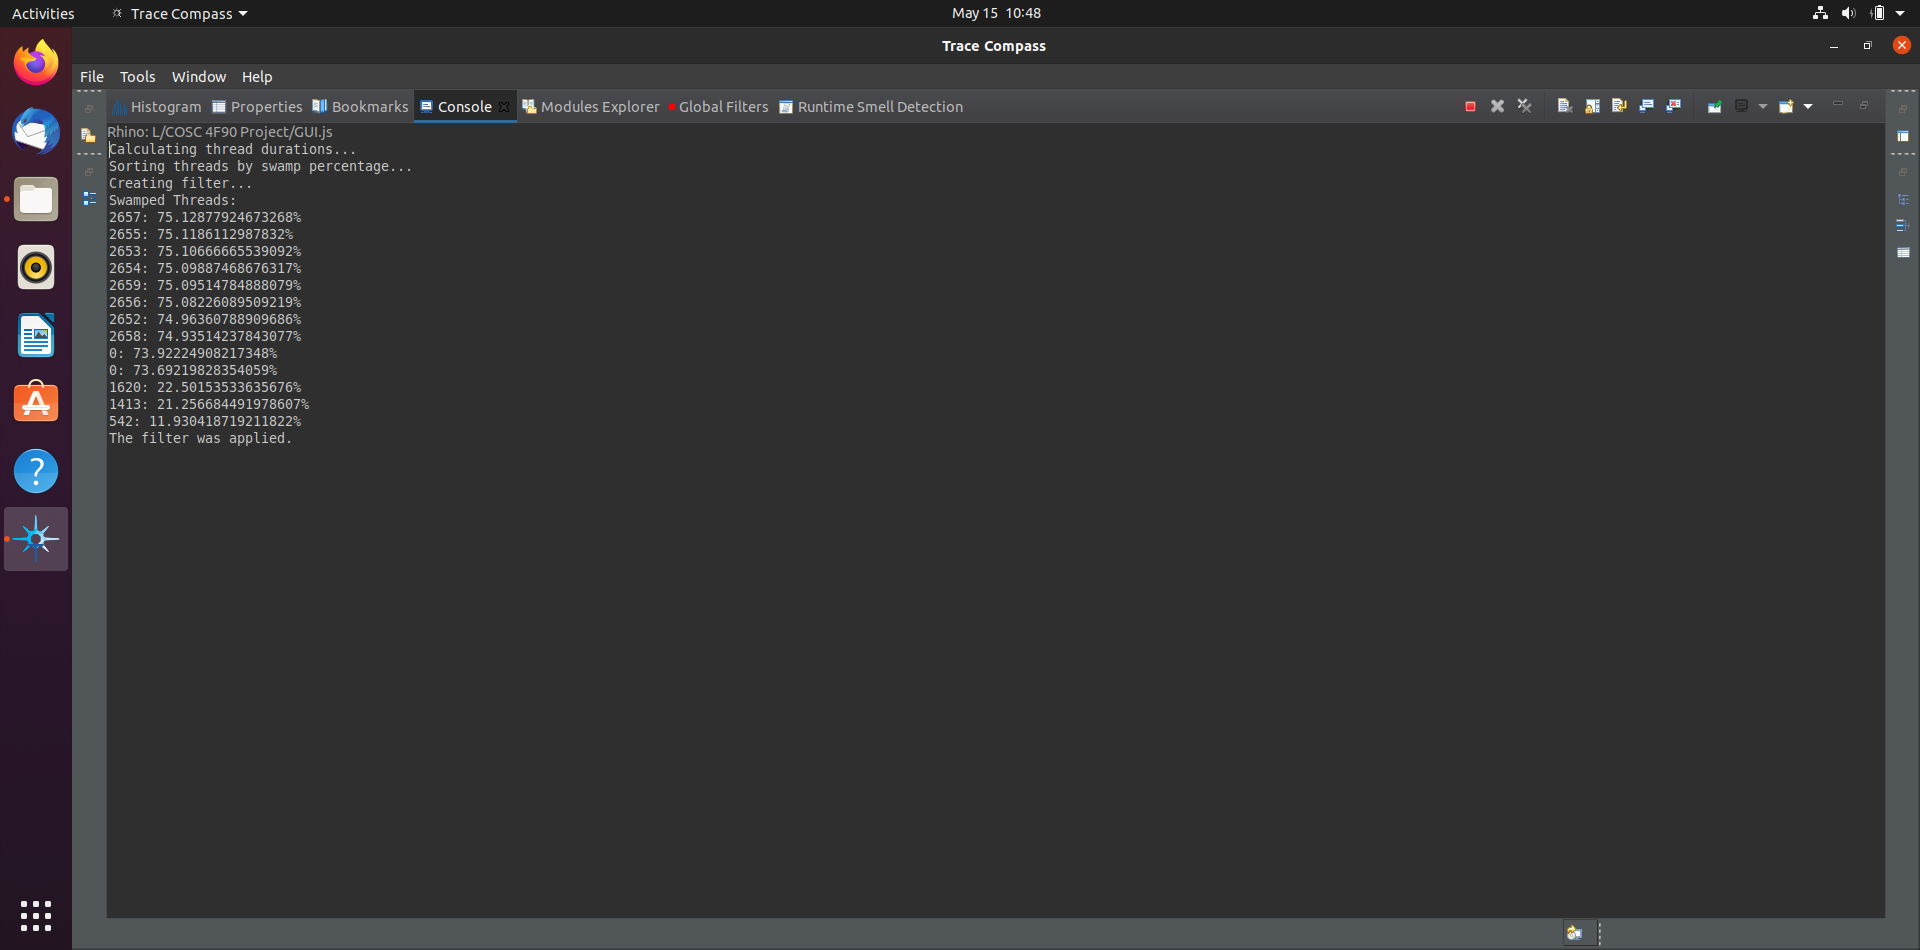 Activities Trace Compass May 15 10:48
Trace Compass
File Tools Window Help
Histogram Properties Bookmarks Console Modules Explorer Global Filters Runtime Smell Detection
Rhino: L/COSC 4F90 Project/GUI.js
Calculating thread durations...
Sorting threads by swamp percentage...
Creating filter...
Swamped Threads:
2657: 75.12877924673268%
2655: 75.1186112987832%
2653: 75.10666665539092%
2654: 75.09887468676317%
2659: 75.09514784888079%
2656: 75.08226089509219%
2652: 74.96360788909686%
2658: 74.93514237843077%
0: 73.92224908217348%
0: 73.69219828354059%
1620: 22.50153533635676%
1413: 21.256684491978607%
542: 11.930418719211822%
The filter was applied.